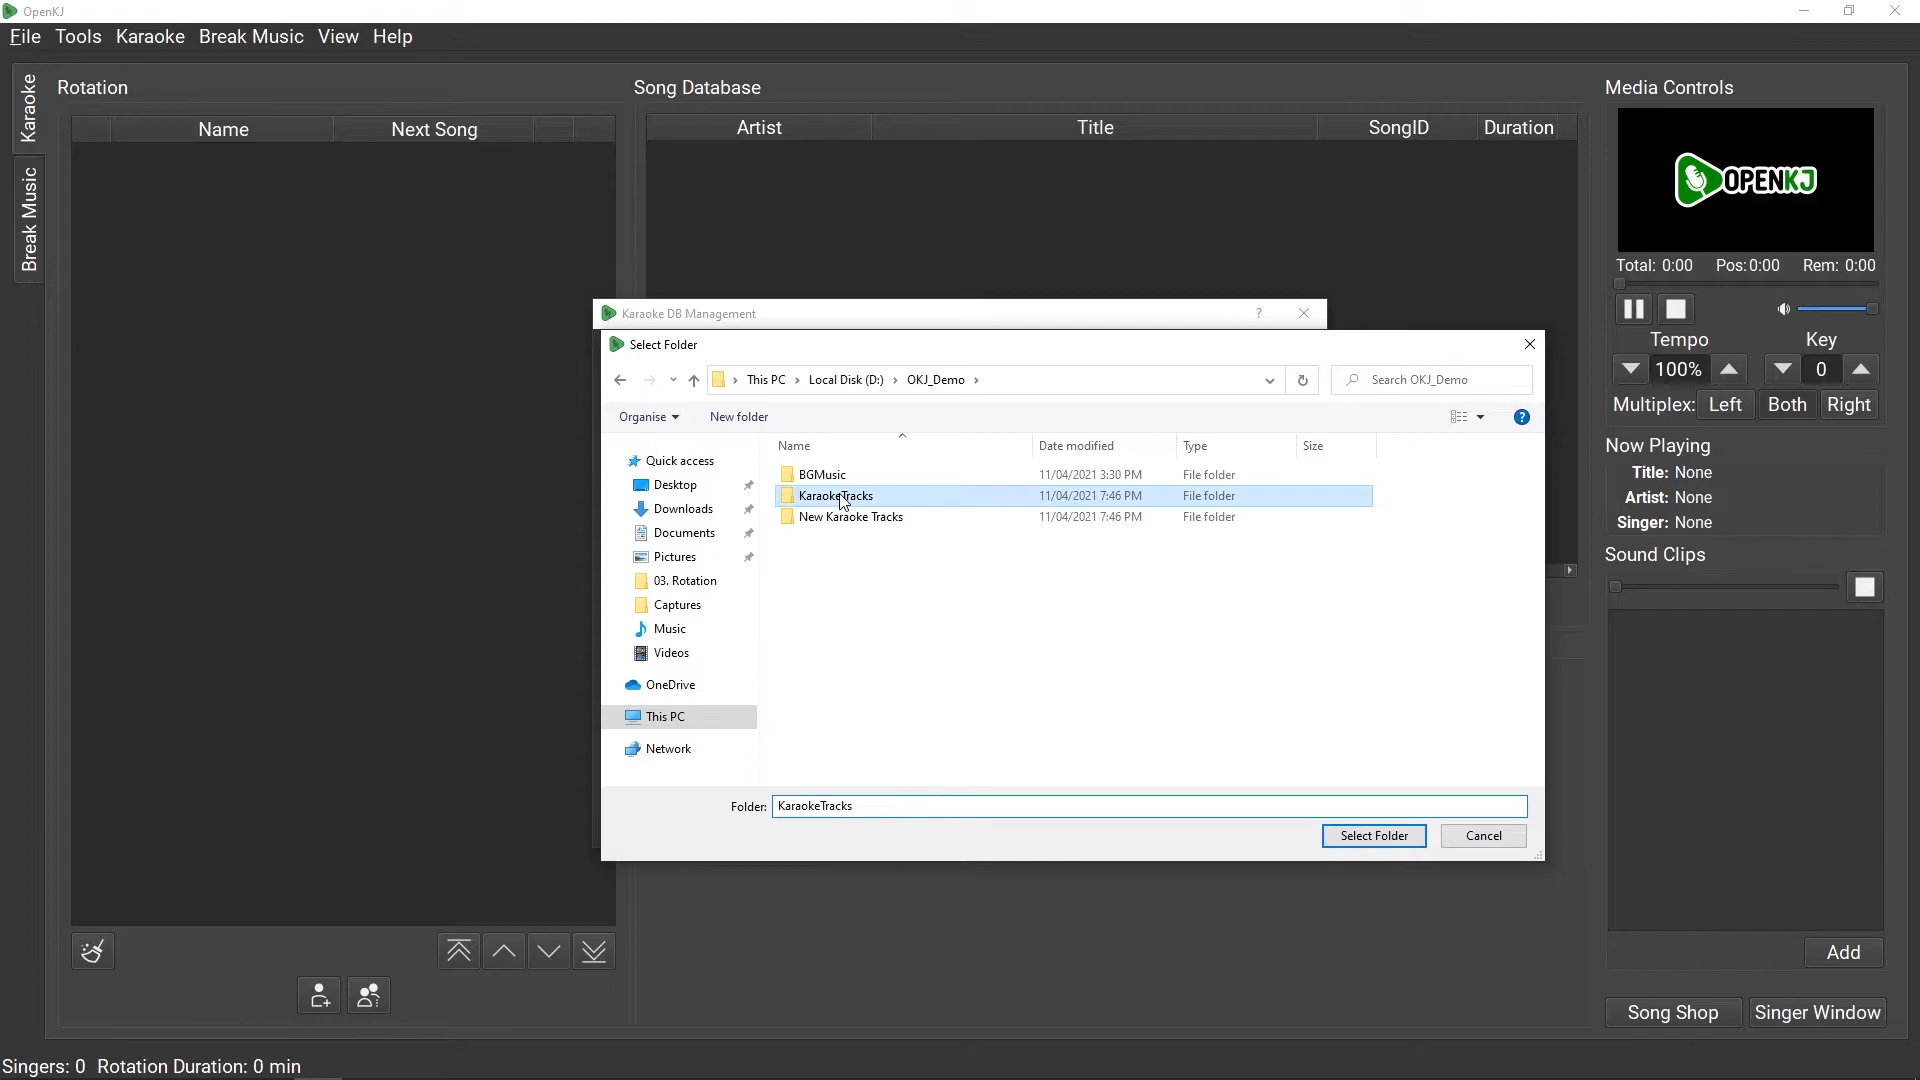 OpenKJ
File Tools Karaoke Break Music View Help
Karaoke
Break Music
Rotation
Name Next Song
Song Database
Artist Title SongID Duration
Media Controls
OPENKJ
Total: 0:00 Pos: 0:00 Rem: 0:00
Tempo Key
100% 0
Multiplex: Left Both Right
Now Playing
Title: None
Artist: None
Singer: None
Sound Clips
Add
Song Shop Singer Window
Karaoke DB Management ?
Select Folder
This PC › Local Disk (D:) › OKJ_Demo ›
Search OKJ_Demo
Organise New folder ?
Name Date modified Type Size
BGMusic 11/04/2021 3:30 PM File folder
KaraokeTracks 11/04/2021 7:46 PM File folder
New Karaoke Tracks 11/04/2021 7:46 PM File folder
Quick access
Desktop
Downloads
Documents
Pictures
03. Rotation
Captures
Music
Videos
OneDrive
This PC
Network
Folder: KaraokeTracks
Select Folder Cancel
Singers: 0 Rotation Duration: 0 min